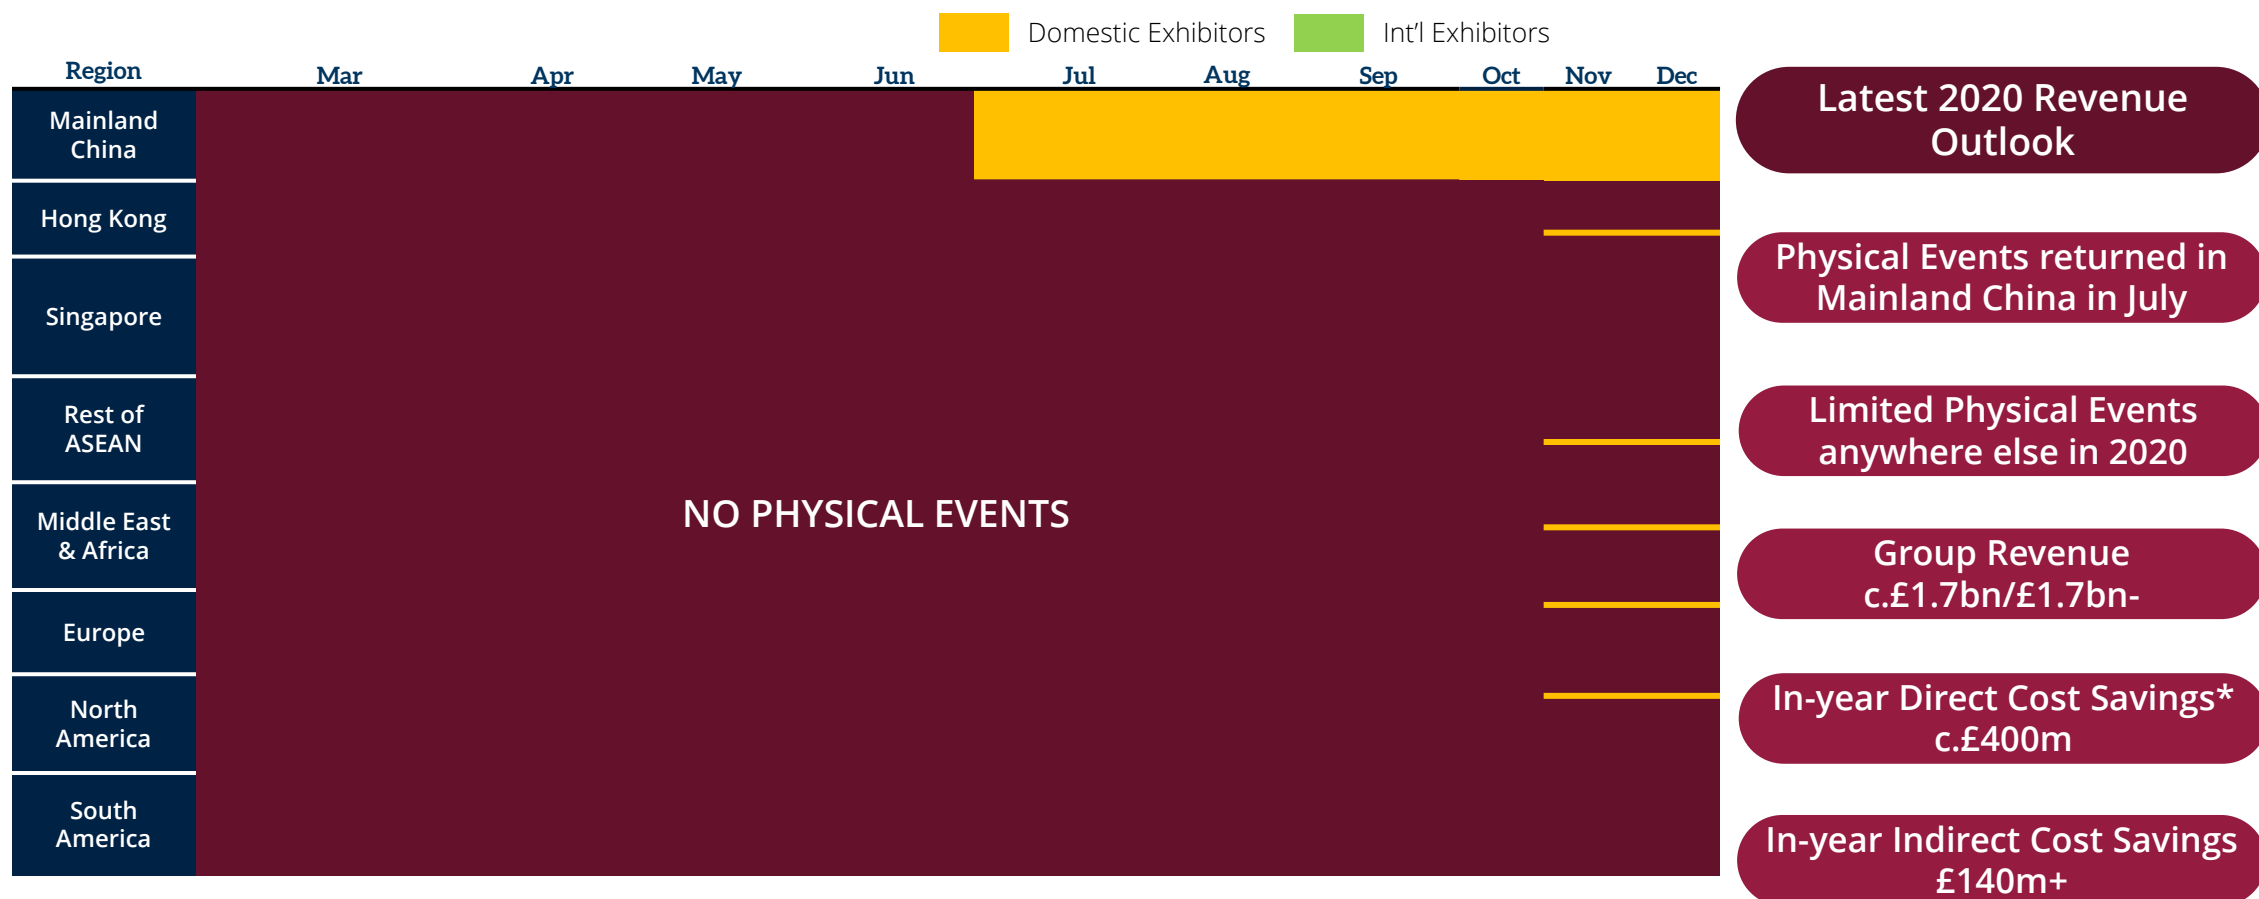 Domestic Exhibitors
Int'l Exhibitors
Region
Mar
Apr
May
Jun
Jul
Aug
Sep
Oct
Nov
Dec
Mainland
China
Hong Kong
Singapore
Rest of
ASEAN
Middle East
& Africa
Europe
North
America
South
America
NO PHYSICAL EVENTS
Latest 2020 Revenue
Outlook
Physical Events returned in
Mainland China in July
Limited Physical Events
anywhere else in 2020
Group Revenue
c.£1.7bn/£1.7bn-
In-year Direct Cost Savings*
c.£400m
In-year Indirect Cost Savings
£140m+